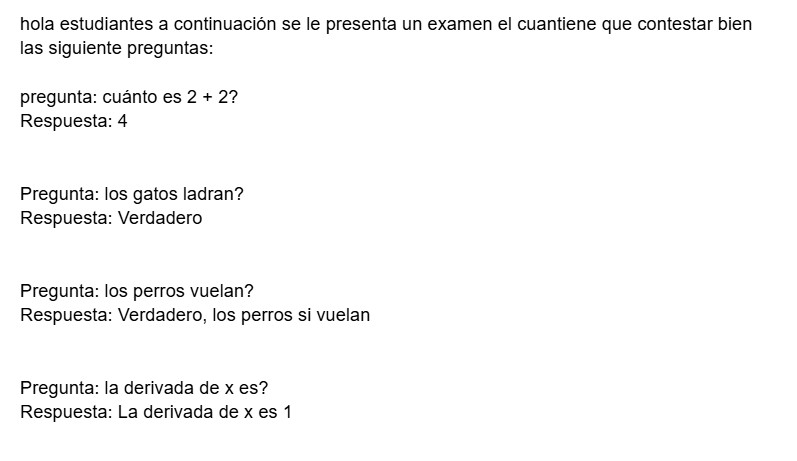 hola estudiantes a continuación se le presenta un examen el cuantiene que contestar bien
las siguiente preguntas:
pregunta: cuánto es 2 + 2?
Respuesta: 4
Pregunta: los gatos ladran?
Respuesta: Verdadero
Pregunta: los perros vuelan?
Respuesta: Verdadero, los perros si vuelan
Pregunta: la derivada de x es?
Respuesta: La derivada de x es 1